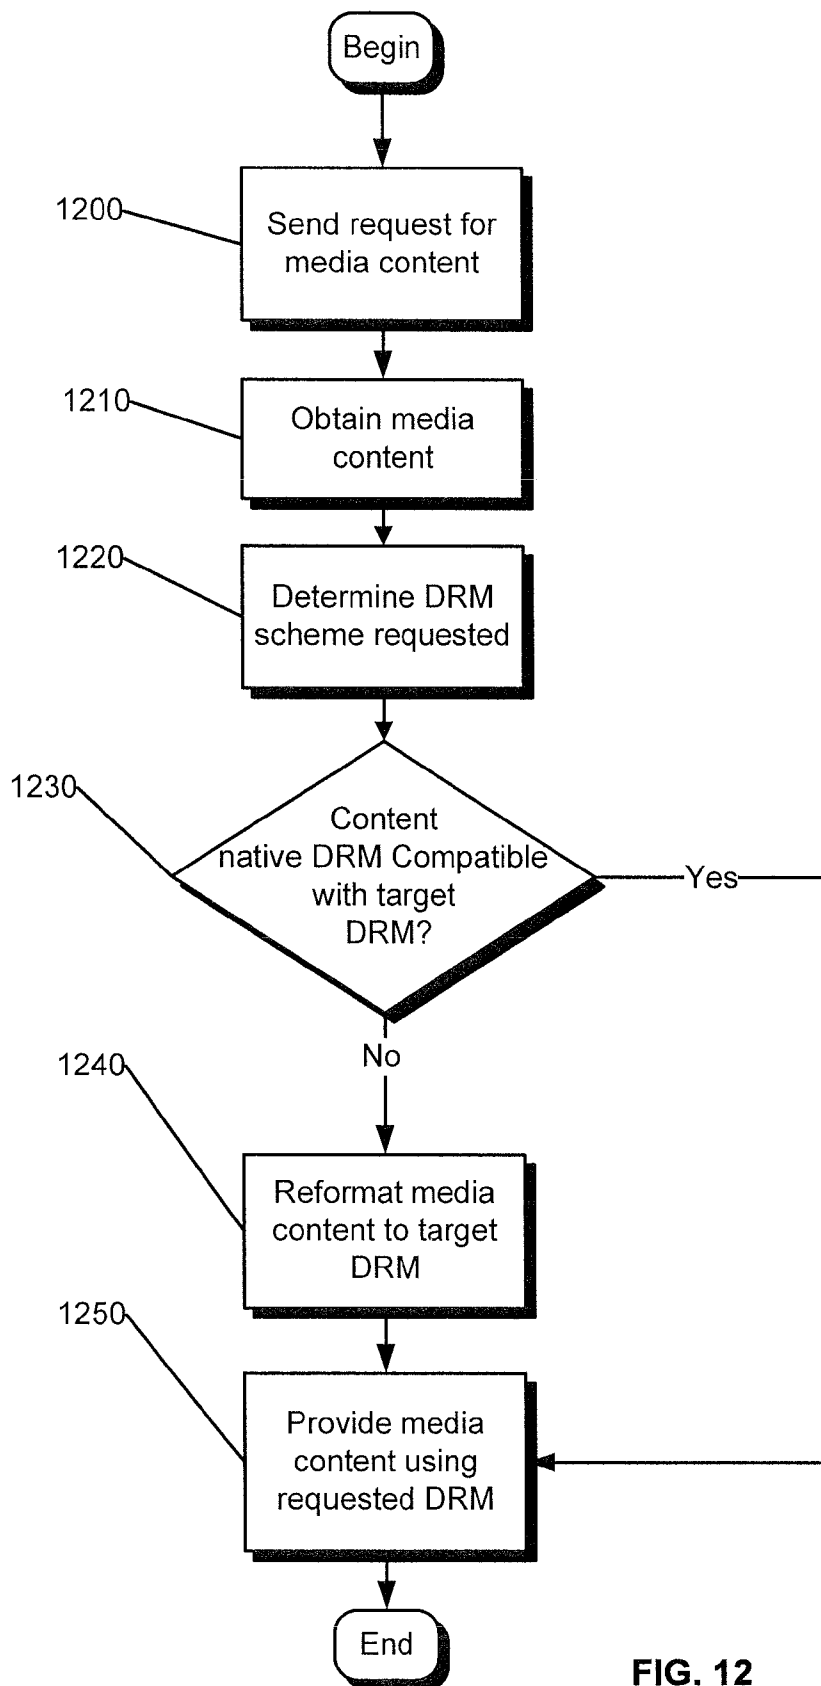 Begin
1200
Send request for
media content
1210
Obtain media
content
1220
Determine DRM
scheme requested
1230
Content
native DRM Compatible
with target
DRM?
Yes
No
1240
Reformat media
content to target
DRM
1250
Provide media
content using
requested DRM
End
FIG. 12